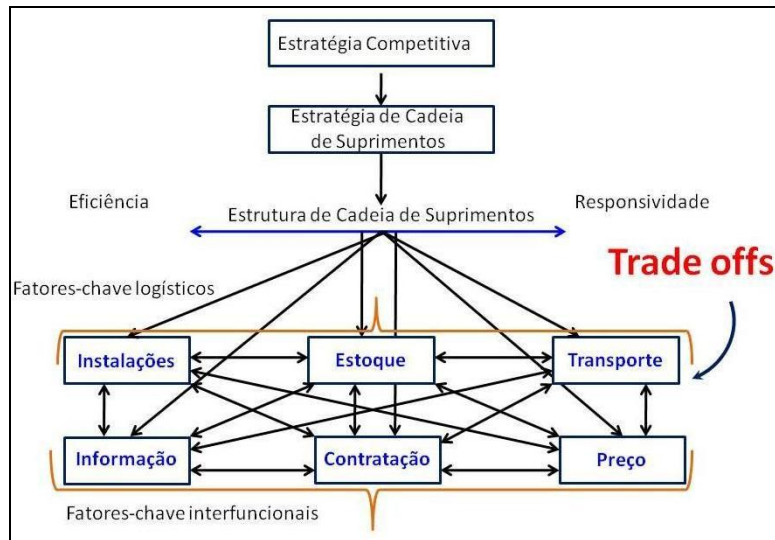 Estratégia Competitiva
Estratégia de Cadeia
de Suprimentos
Eficiência
Estrutura de Cadeia de Suprimentos
Responsividade
Trade offs
Fatores-chave logísticos
Instalações
Estoque
Transporte
Informação
Contratação
Preço
Fatores-chave interfuncionais